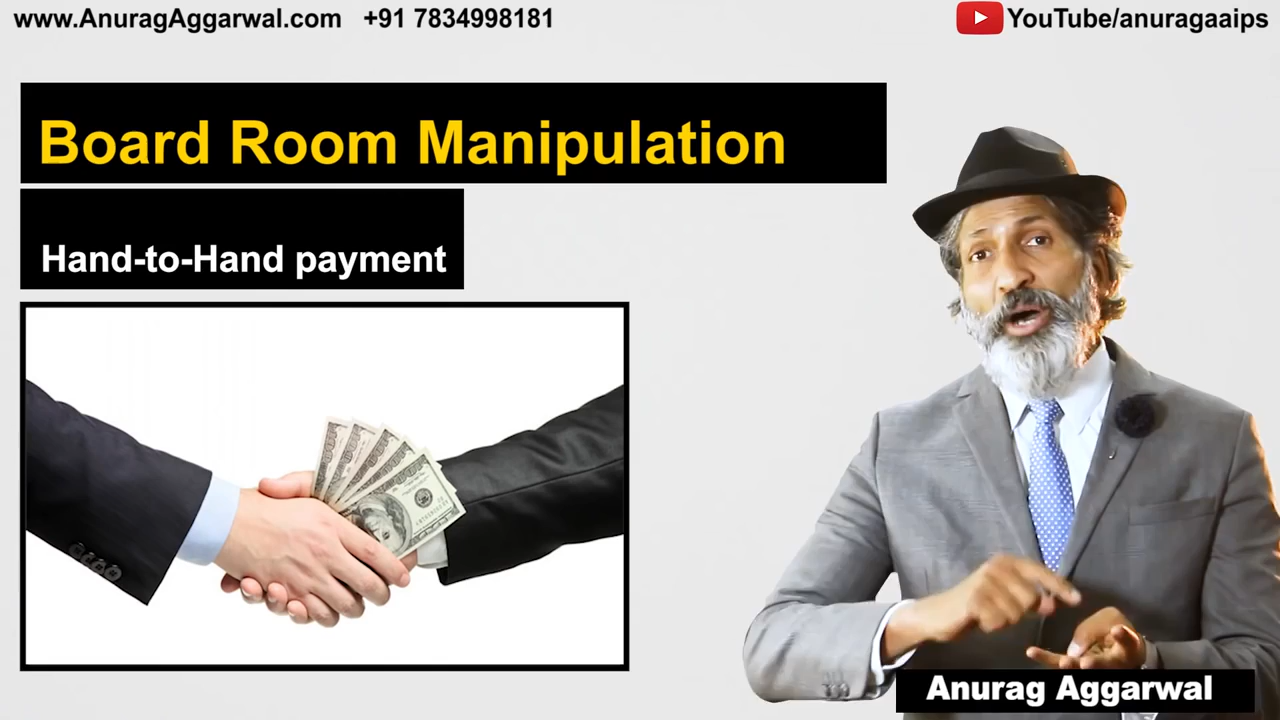 www.AnuragAggarwal.com +91 7834998181
YouTube/anuragaaips
Board Room Manipulation
Hand-to-Hand payment
Anurag Aggarwal